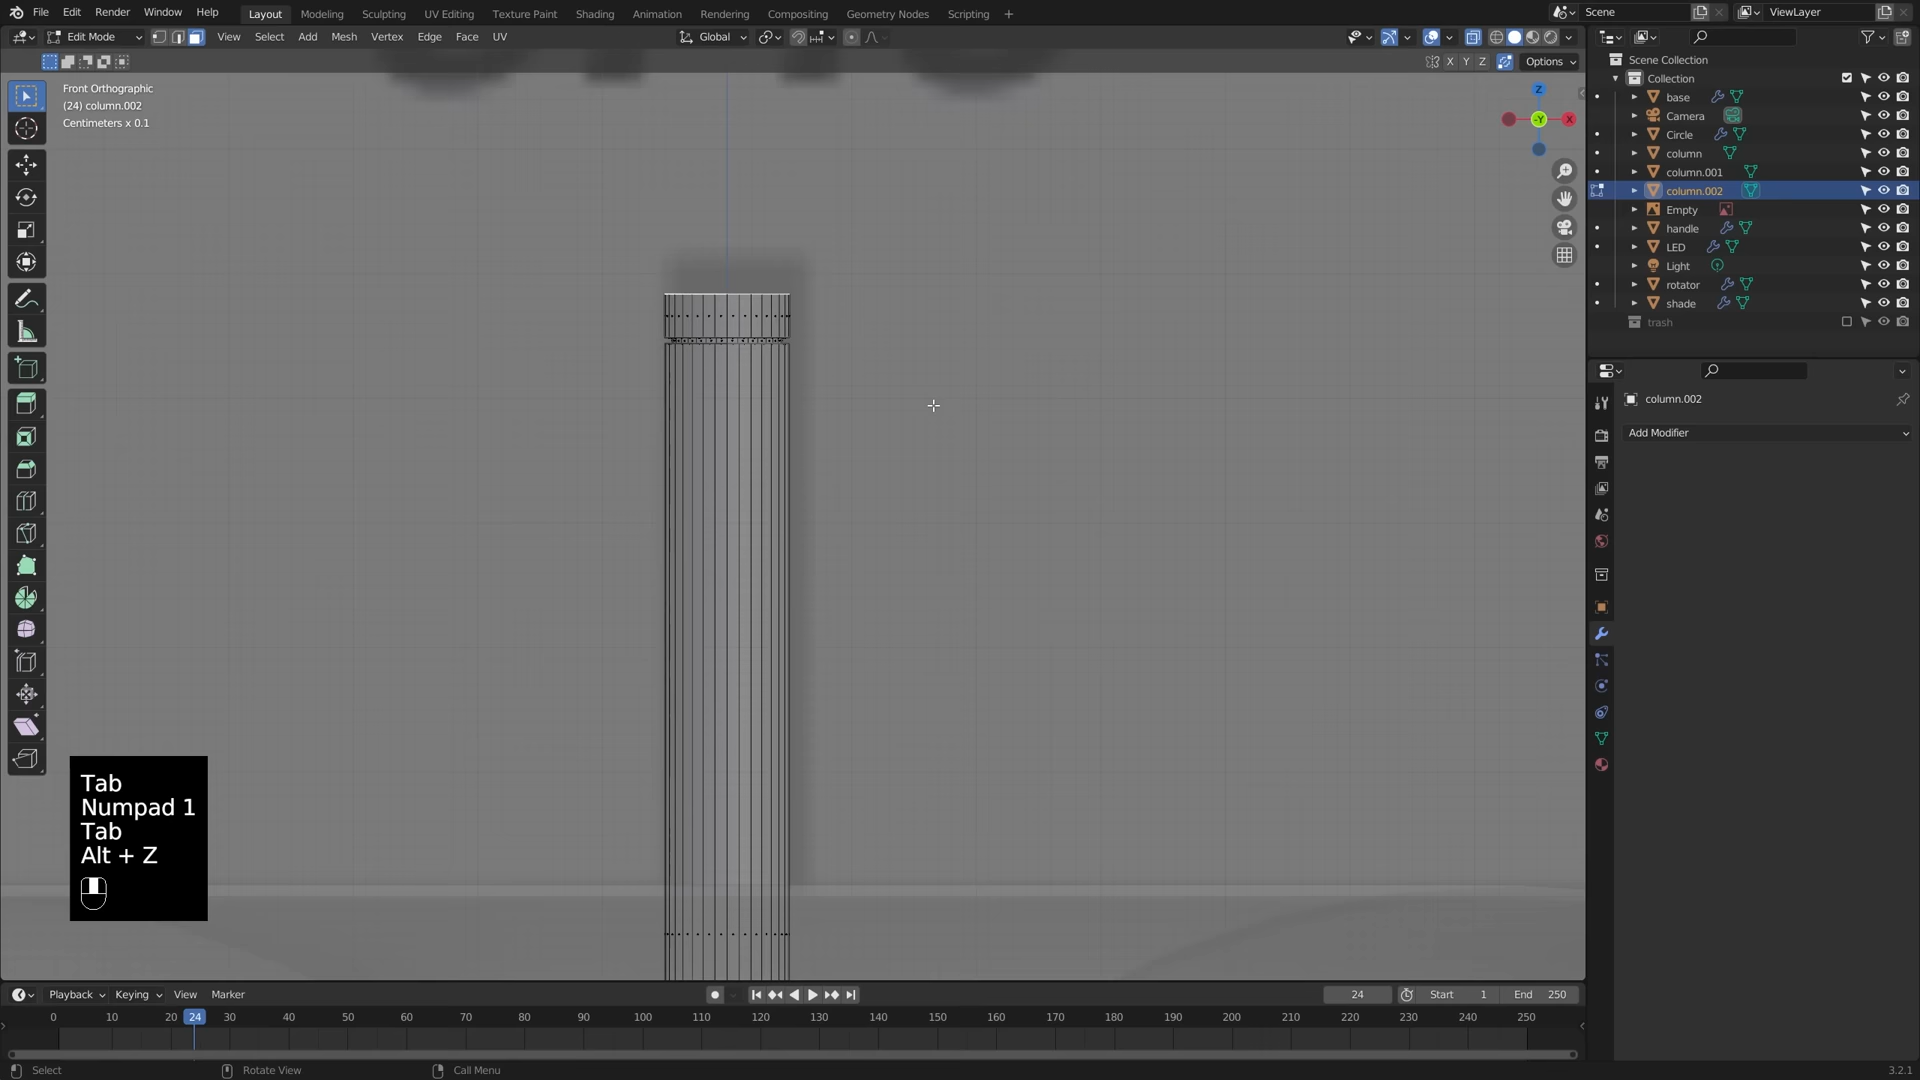 File Edit Render Window Help Layout Modeling Sculpting UV Editing Texture Paint Shading Animation Rendering Compositing Geometry Nodes Scripting Scene ViewLayer
Edit Mode View Select Add Mesh Vertex Edge Face UV Global
X Y Z Options
Front Orthographic
(24) column.002
Centimeters x 0.1
Z
-Y
X
Scene Collection
Collection
base
Camera
Circle
column
column.001
column.002
Empty
handle
LED
Light
rotator
shade
trash
column.002
Add Modifier
Tab
Numpad 1
Tab
Alt + Z
Playback Keying View Marker 24 Start 1 End 250
0 10 20 24 30 40 50 60 70 80 90 100 110 120 130 140 150 160 170 180 190 200 210 220 230 240 250
Select Rotate View Call Menu 3.2.1